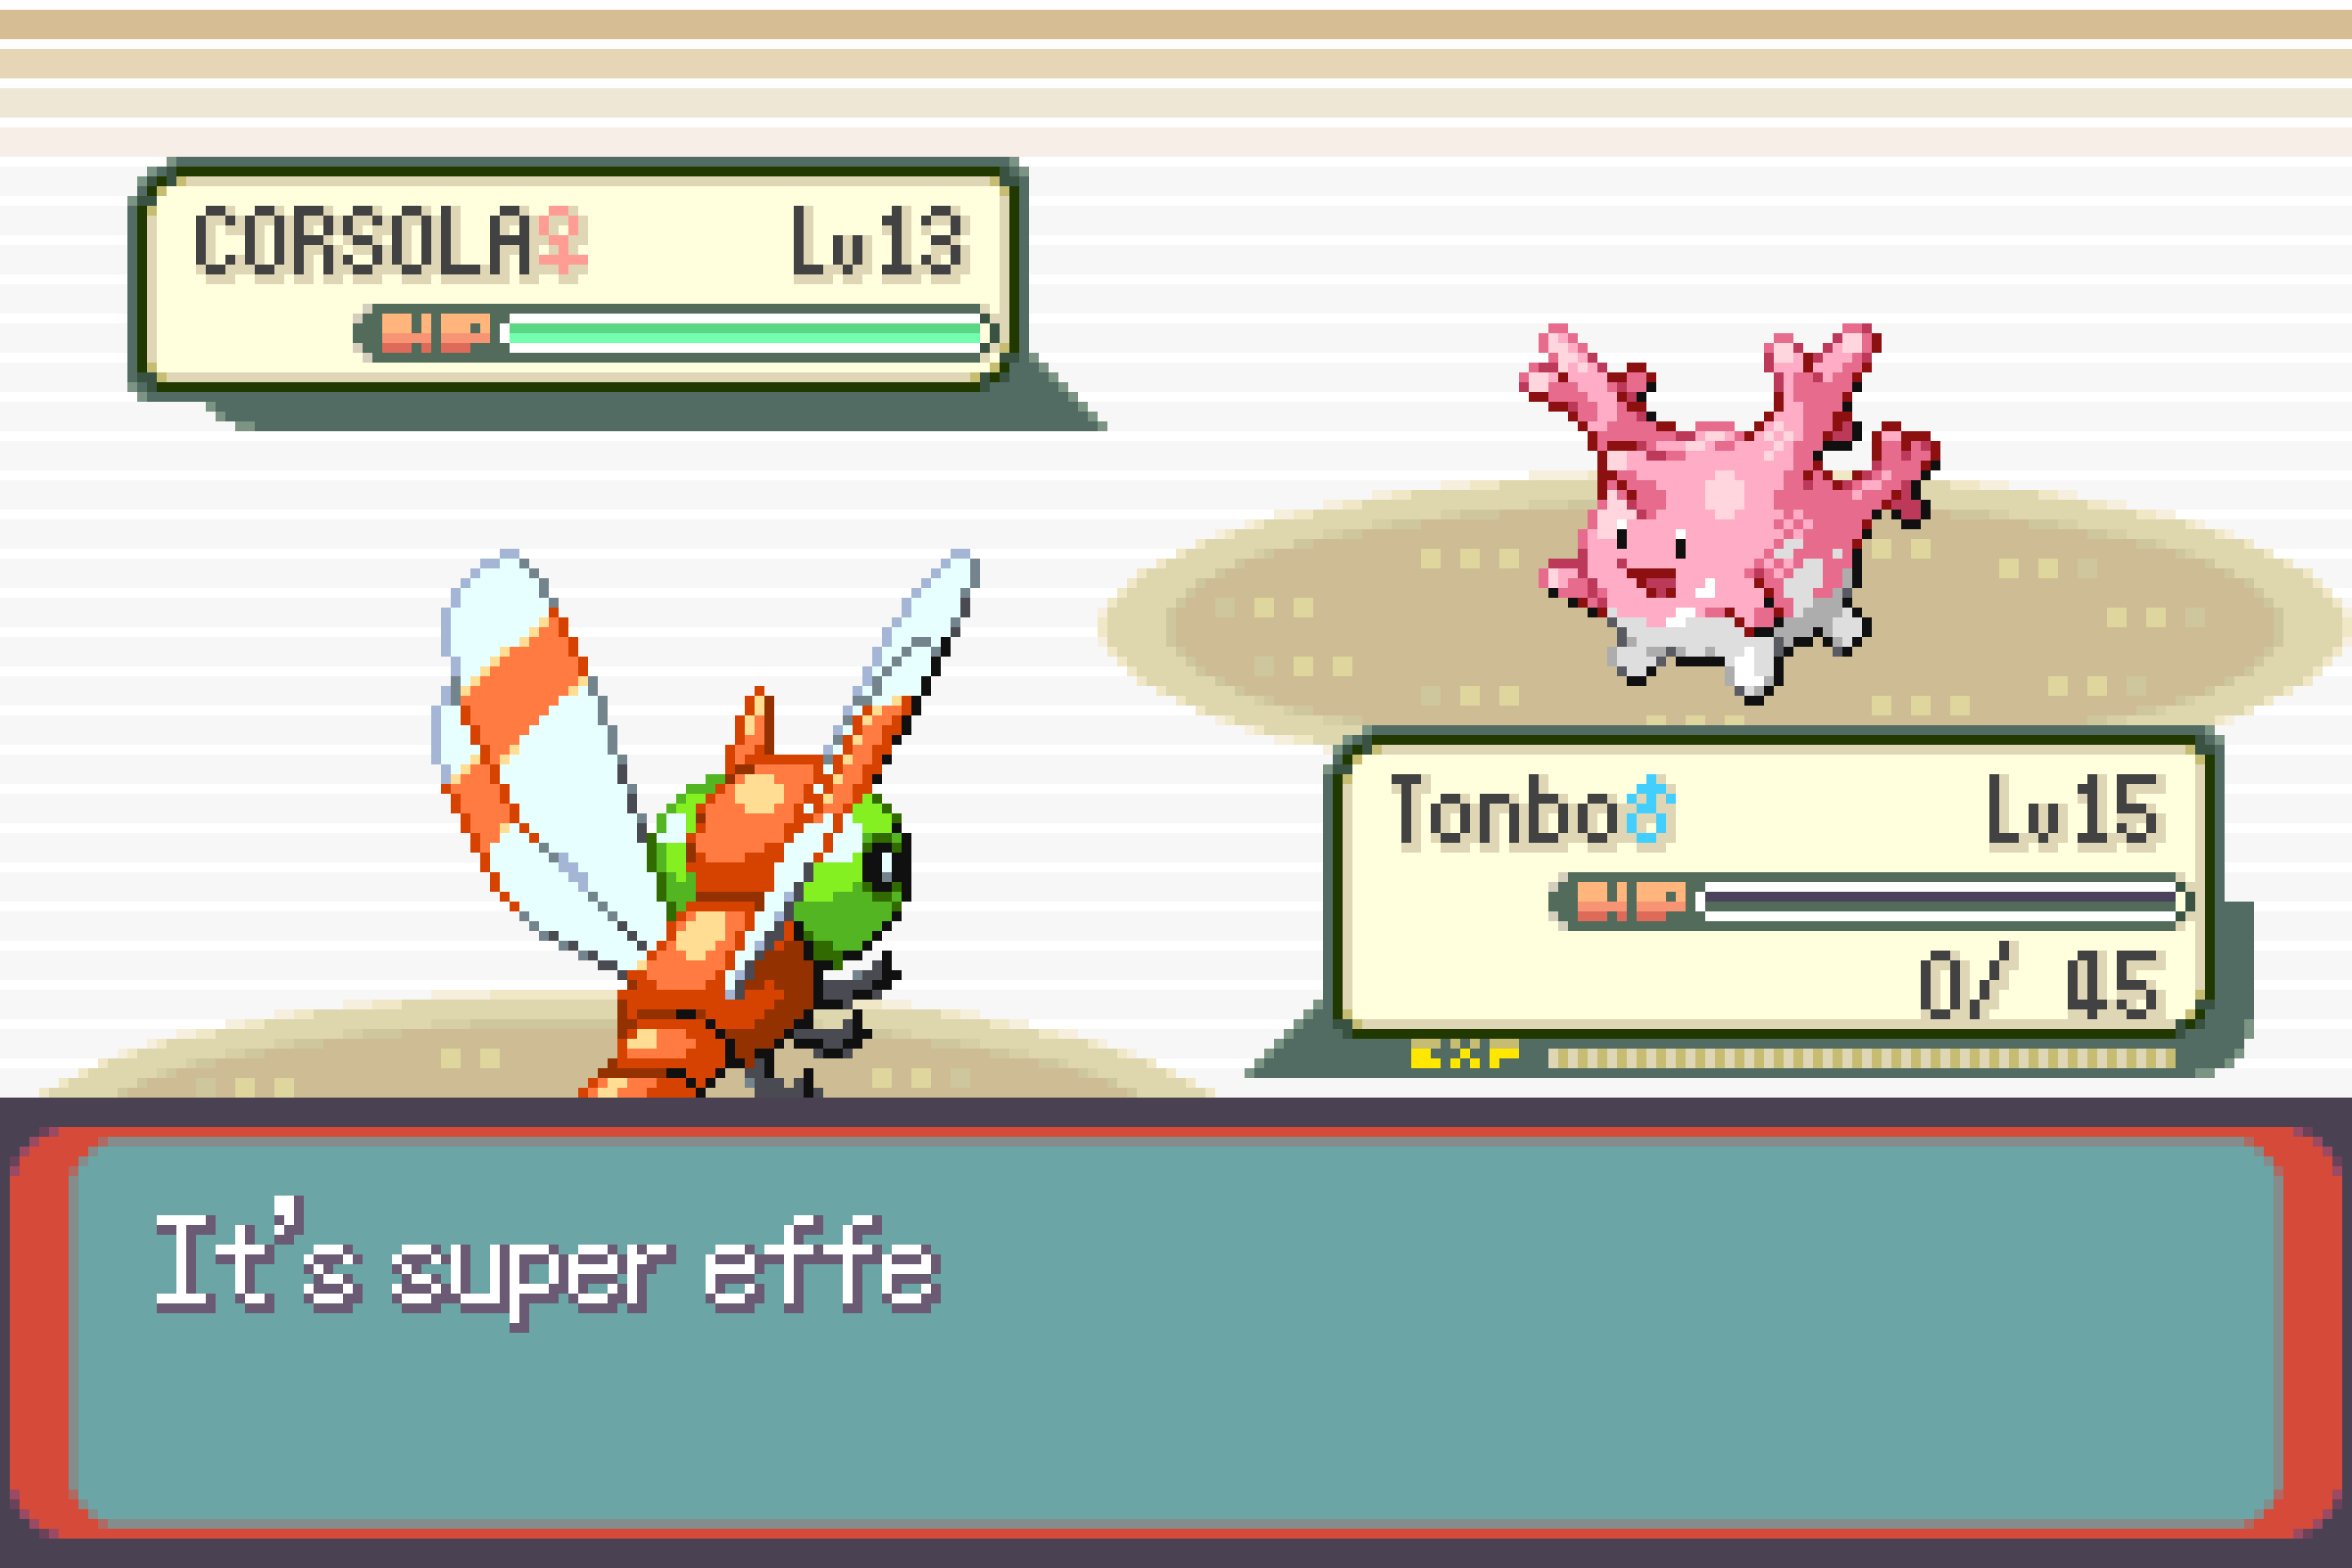 CORSOLA♀ Lv13
HP
Tonbo♂ Lv15
HP
0/ 45
EXP
It's super effe